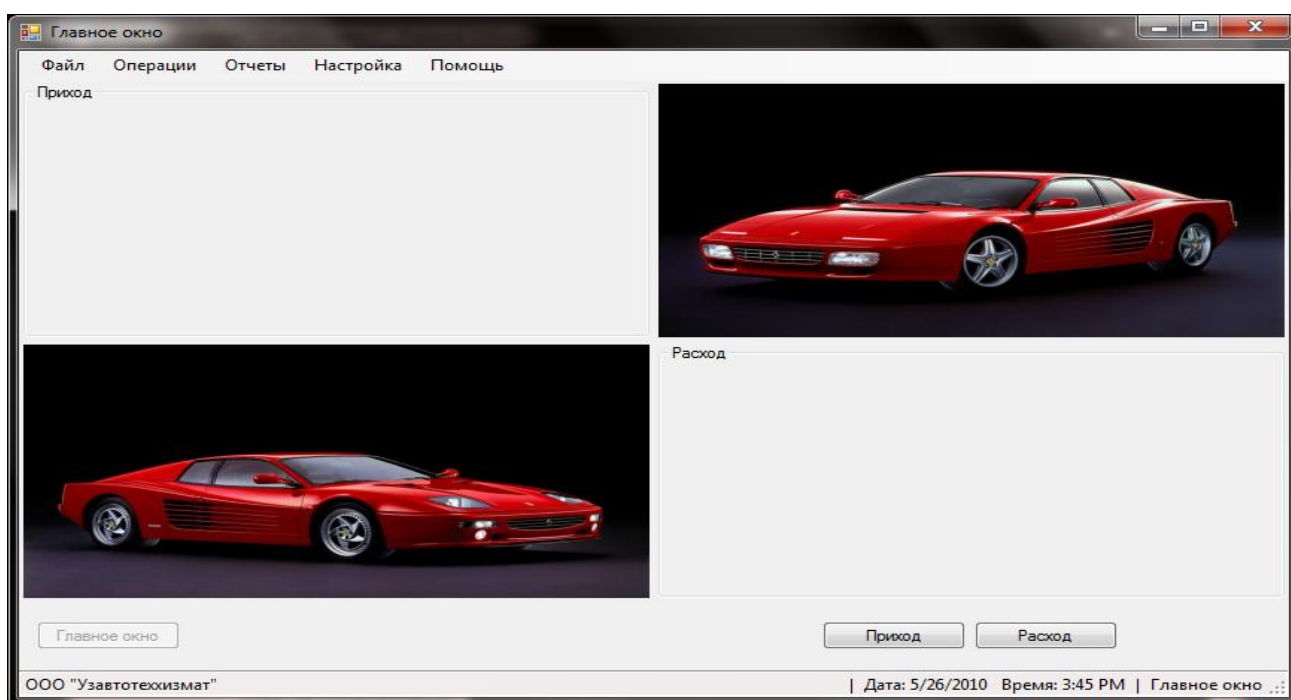 Главное окно
Файл Операции Отчеты Настройка Помощь
Приход
Расход
Главное окно Приход Расход
ООО "Узавтотеххизмат" | Дата: 5/26/2010 Время: 3:45 PM | Главное окно